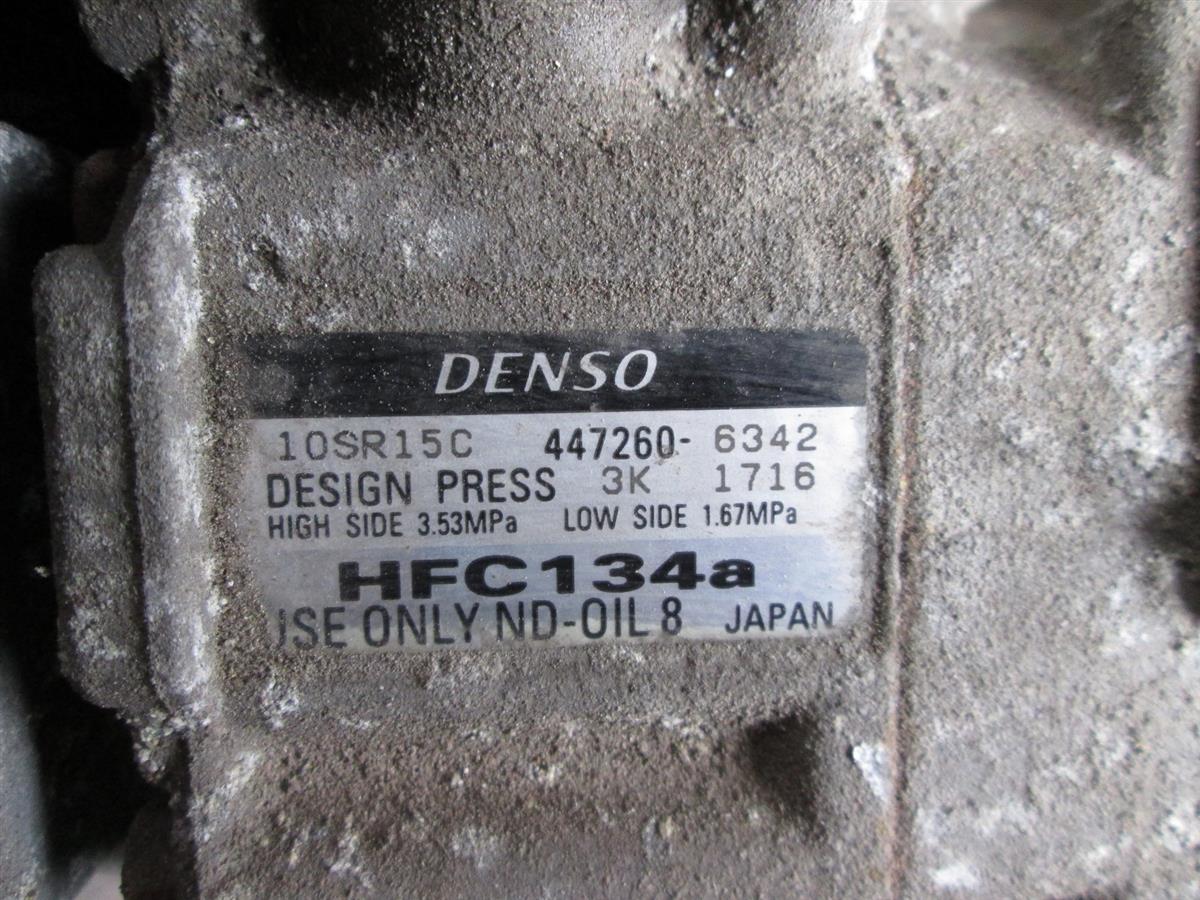 DENSO
10SR15C 447260-6342
DESIGN PRESS 3K 1716
HIGH SIDE 3.53MPa LOW SIDE 1.67MPa
HFC134a
USE ONLY ND-OIL 8 JAPAN